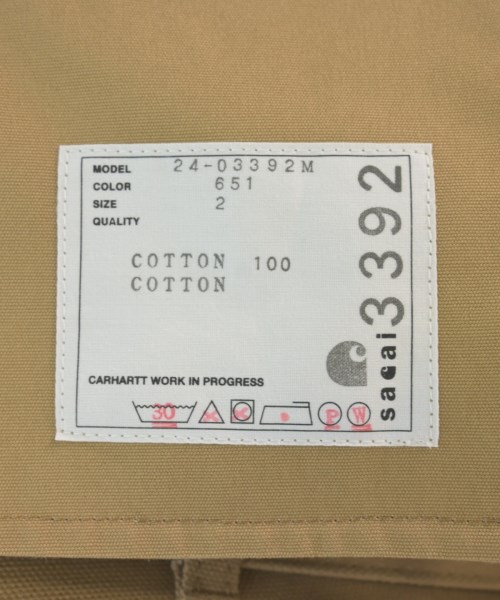 MODEL 24-03392M
COLOR 651
SIZE 2
QUALITY
COTTON 100
COTTON
CARHARTT WORK IN PROGRESS
30 P W
sacai 3392